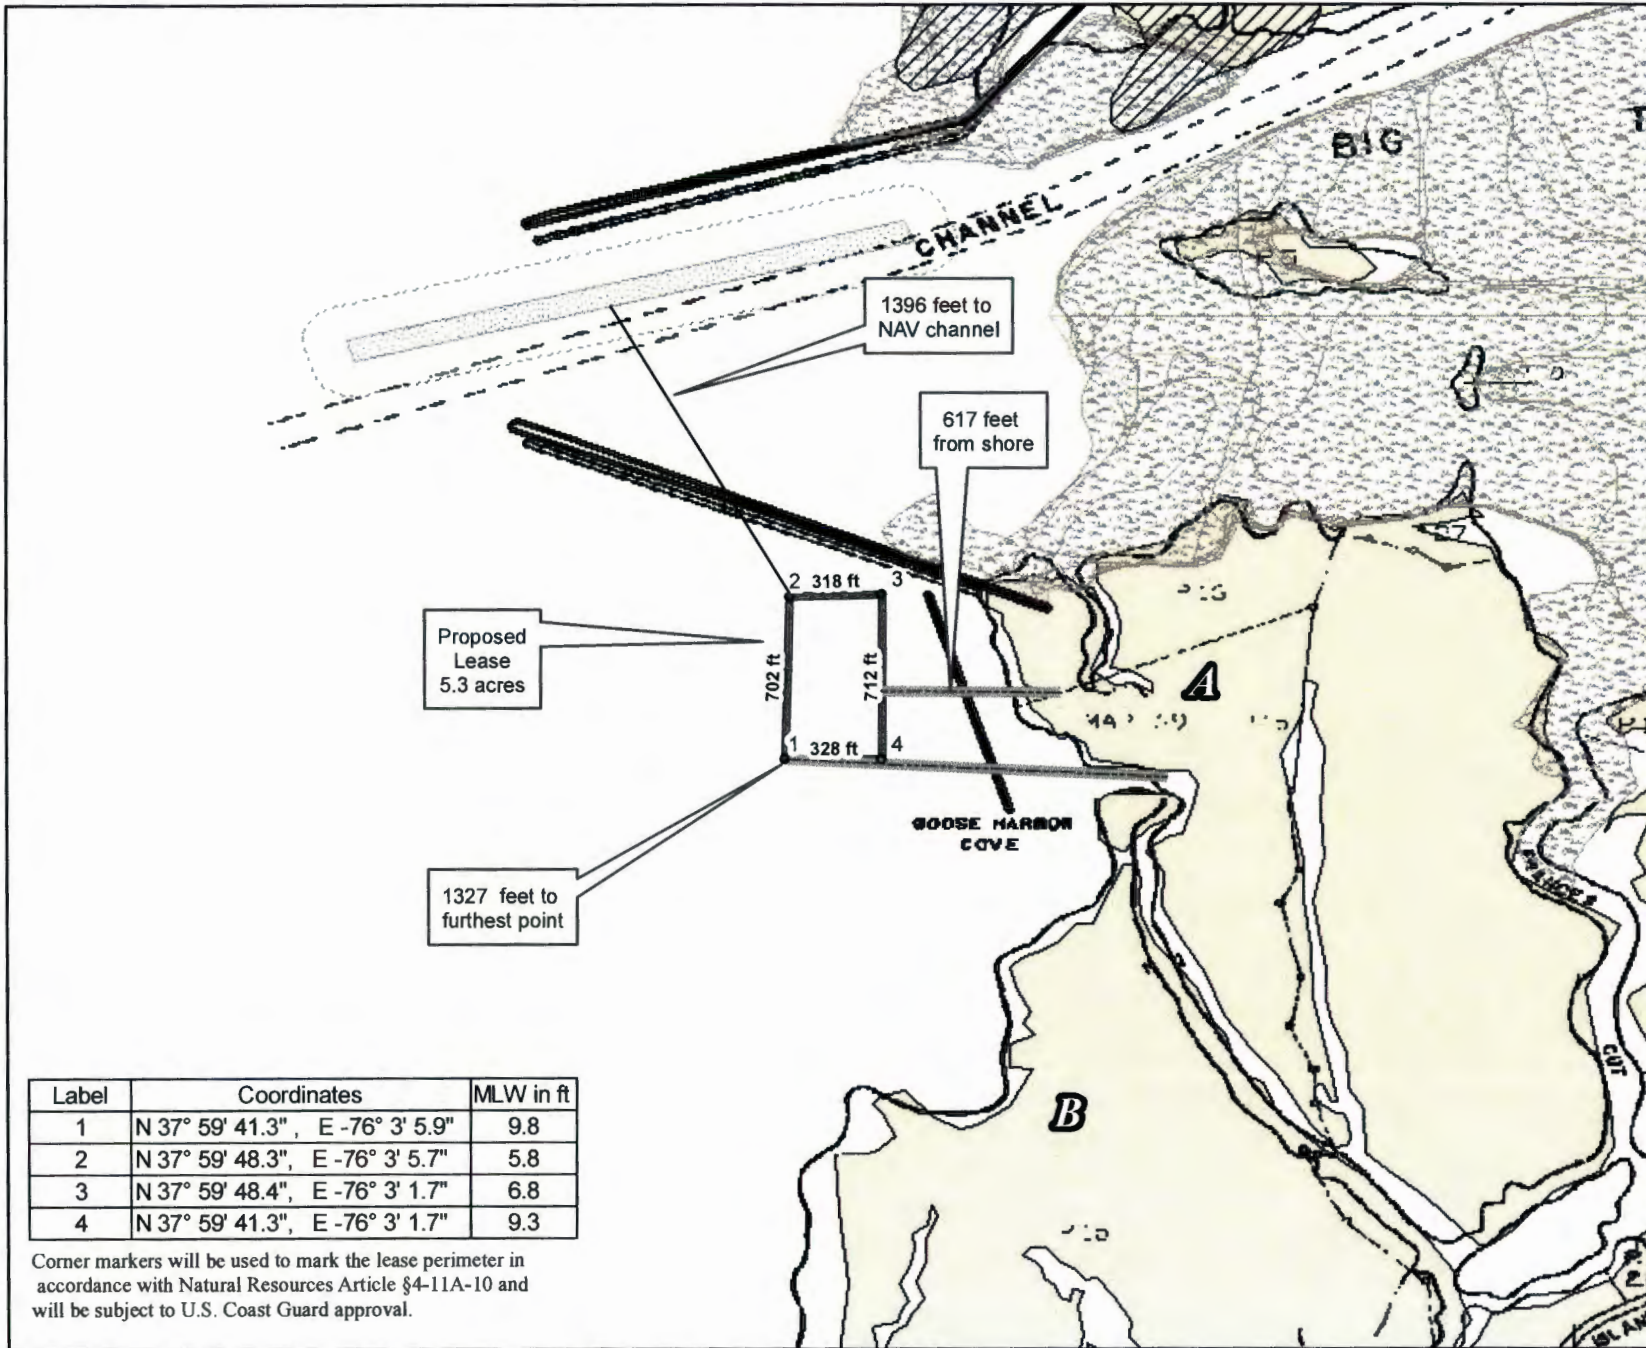 BIG
CHANNEL
1396 feet to
NAV channel
617 feet
from shore
2 318 ft 3
Proposed
Lease
5.3 acres
702 ft
712 ft
A
1 328 ft 4
GOOSE HARBOR
COVE
1327 feet to
furthest point
GUT
B
Label Coordinates MLW in ft
1 N 37° 59' 41.3" , E -76° 3' 5.9" 9.8
2 N 37° 59' 48.3", E -76° 3' 5.7" 5.8
3 N 37° 59' 48.4", E -76° 3' 1.7" 6.8
4 N 37° 59' 41.3", E -76° 3' 1.7" 9.3
Corner markers will be used to mark the lease perimeter in
accordance with Natural Resources Article §4-11A-10 and
will be subject to U.S. Coast Guard approval.